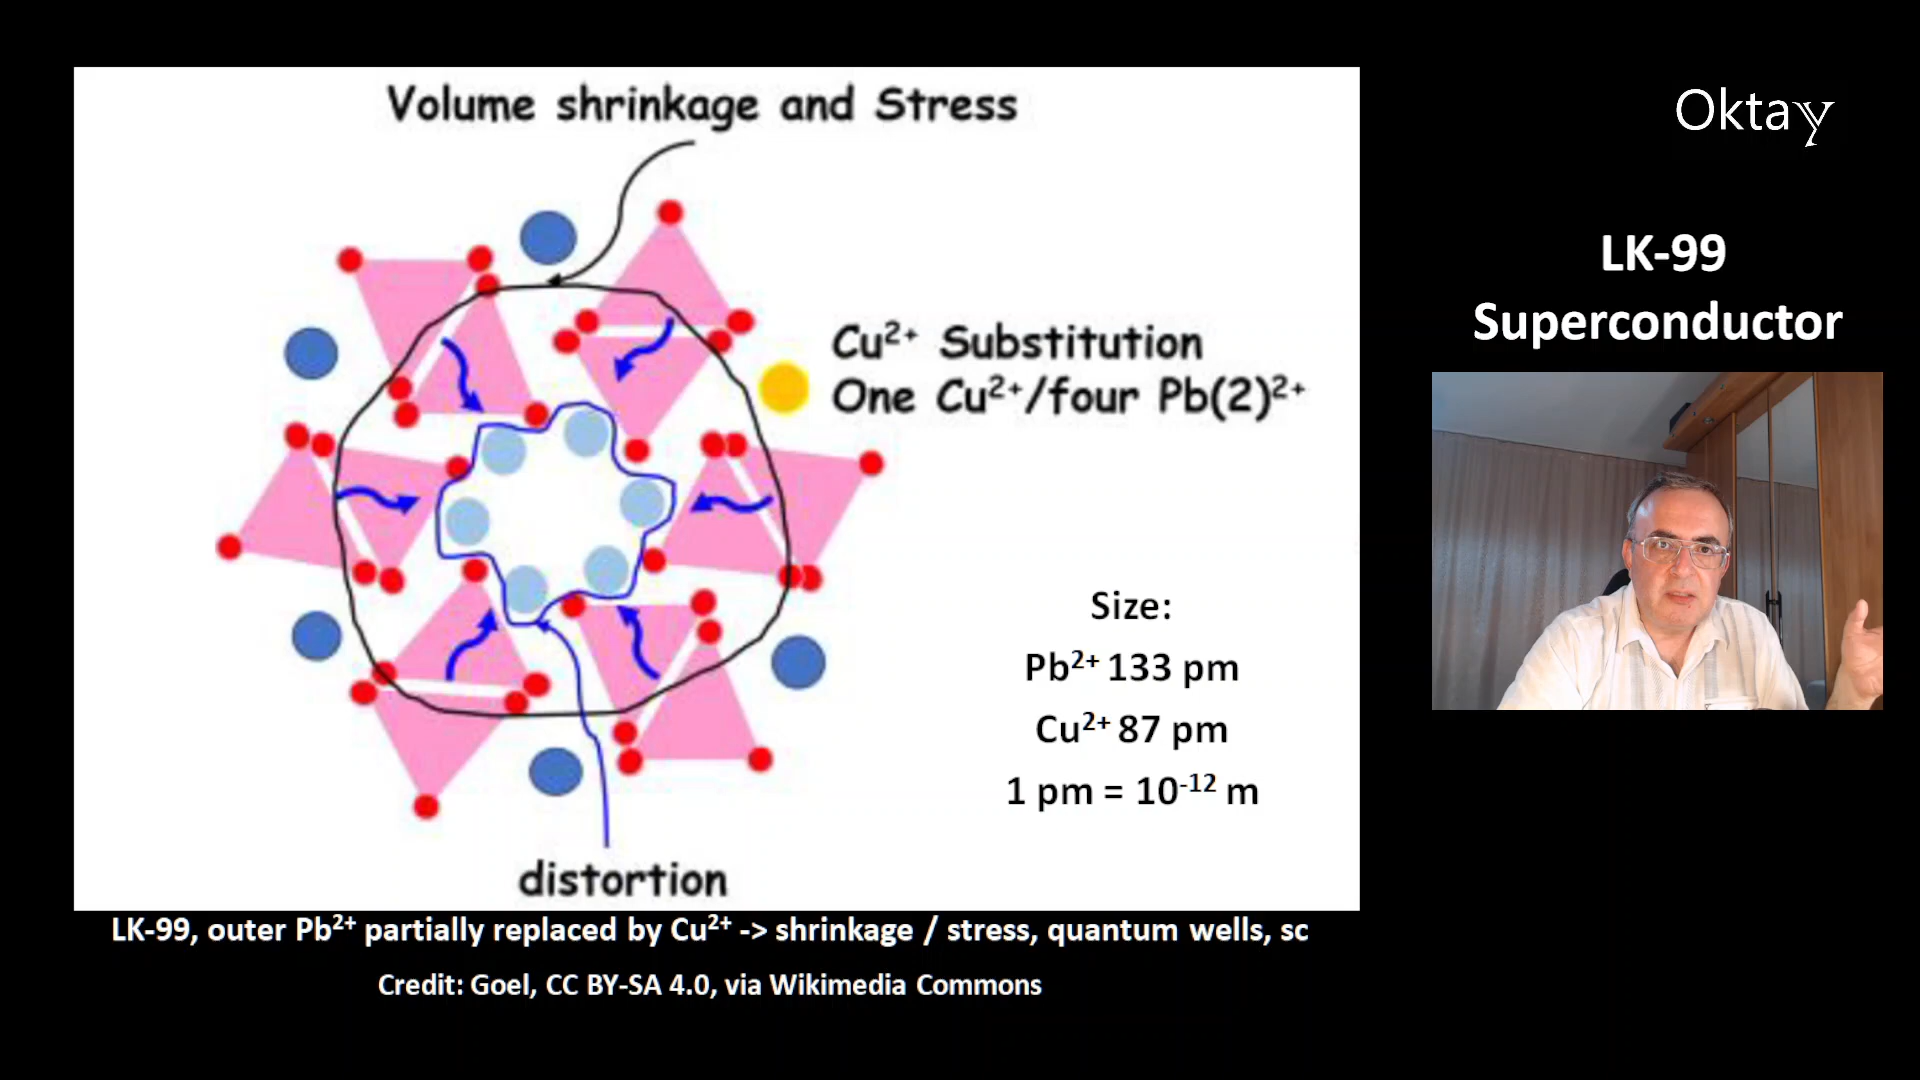 Volume shrinkage and Stress
Cu²⁺ Substitution
One Cu²⁺/four Pb(2)²⁺
Size:
Pb²⁺ 133 pm
Cu²⁺ 87 pm
1 pm = 10⁻¹² m
distortion
LK-99, outer Pb²⁺ partially replaced by Cu²⁺ -> shrinkage / stress, quantum wells, sc
Credit: Goel, CC BY-SA 4.0, via Wikimedia Commons
Oktay
LK-99
Superconductor